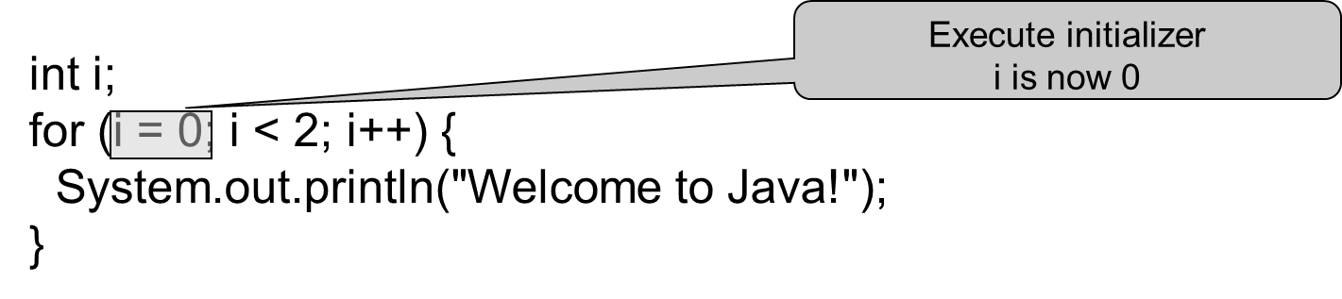 Execute initializer
i is now 0
int i;
for (i = 0; i < 2; i++) {
System.out.println("Welcome to Java!");
}